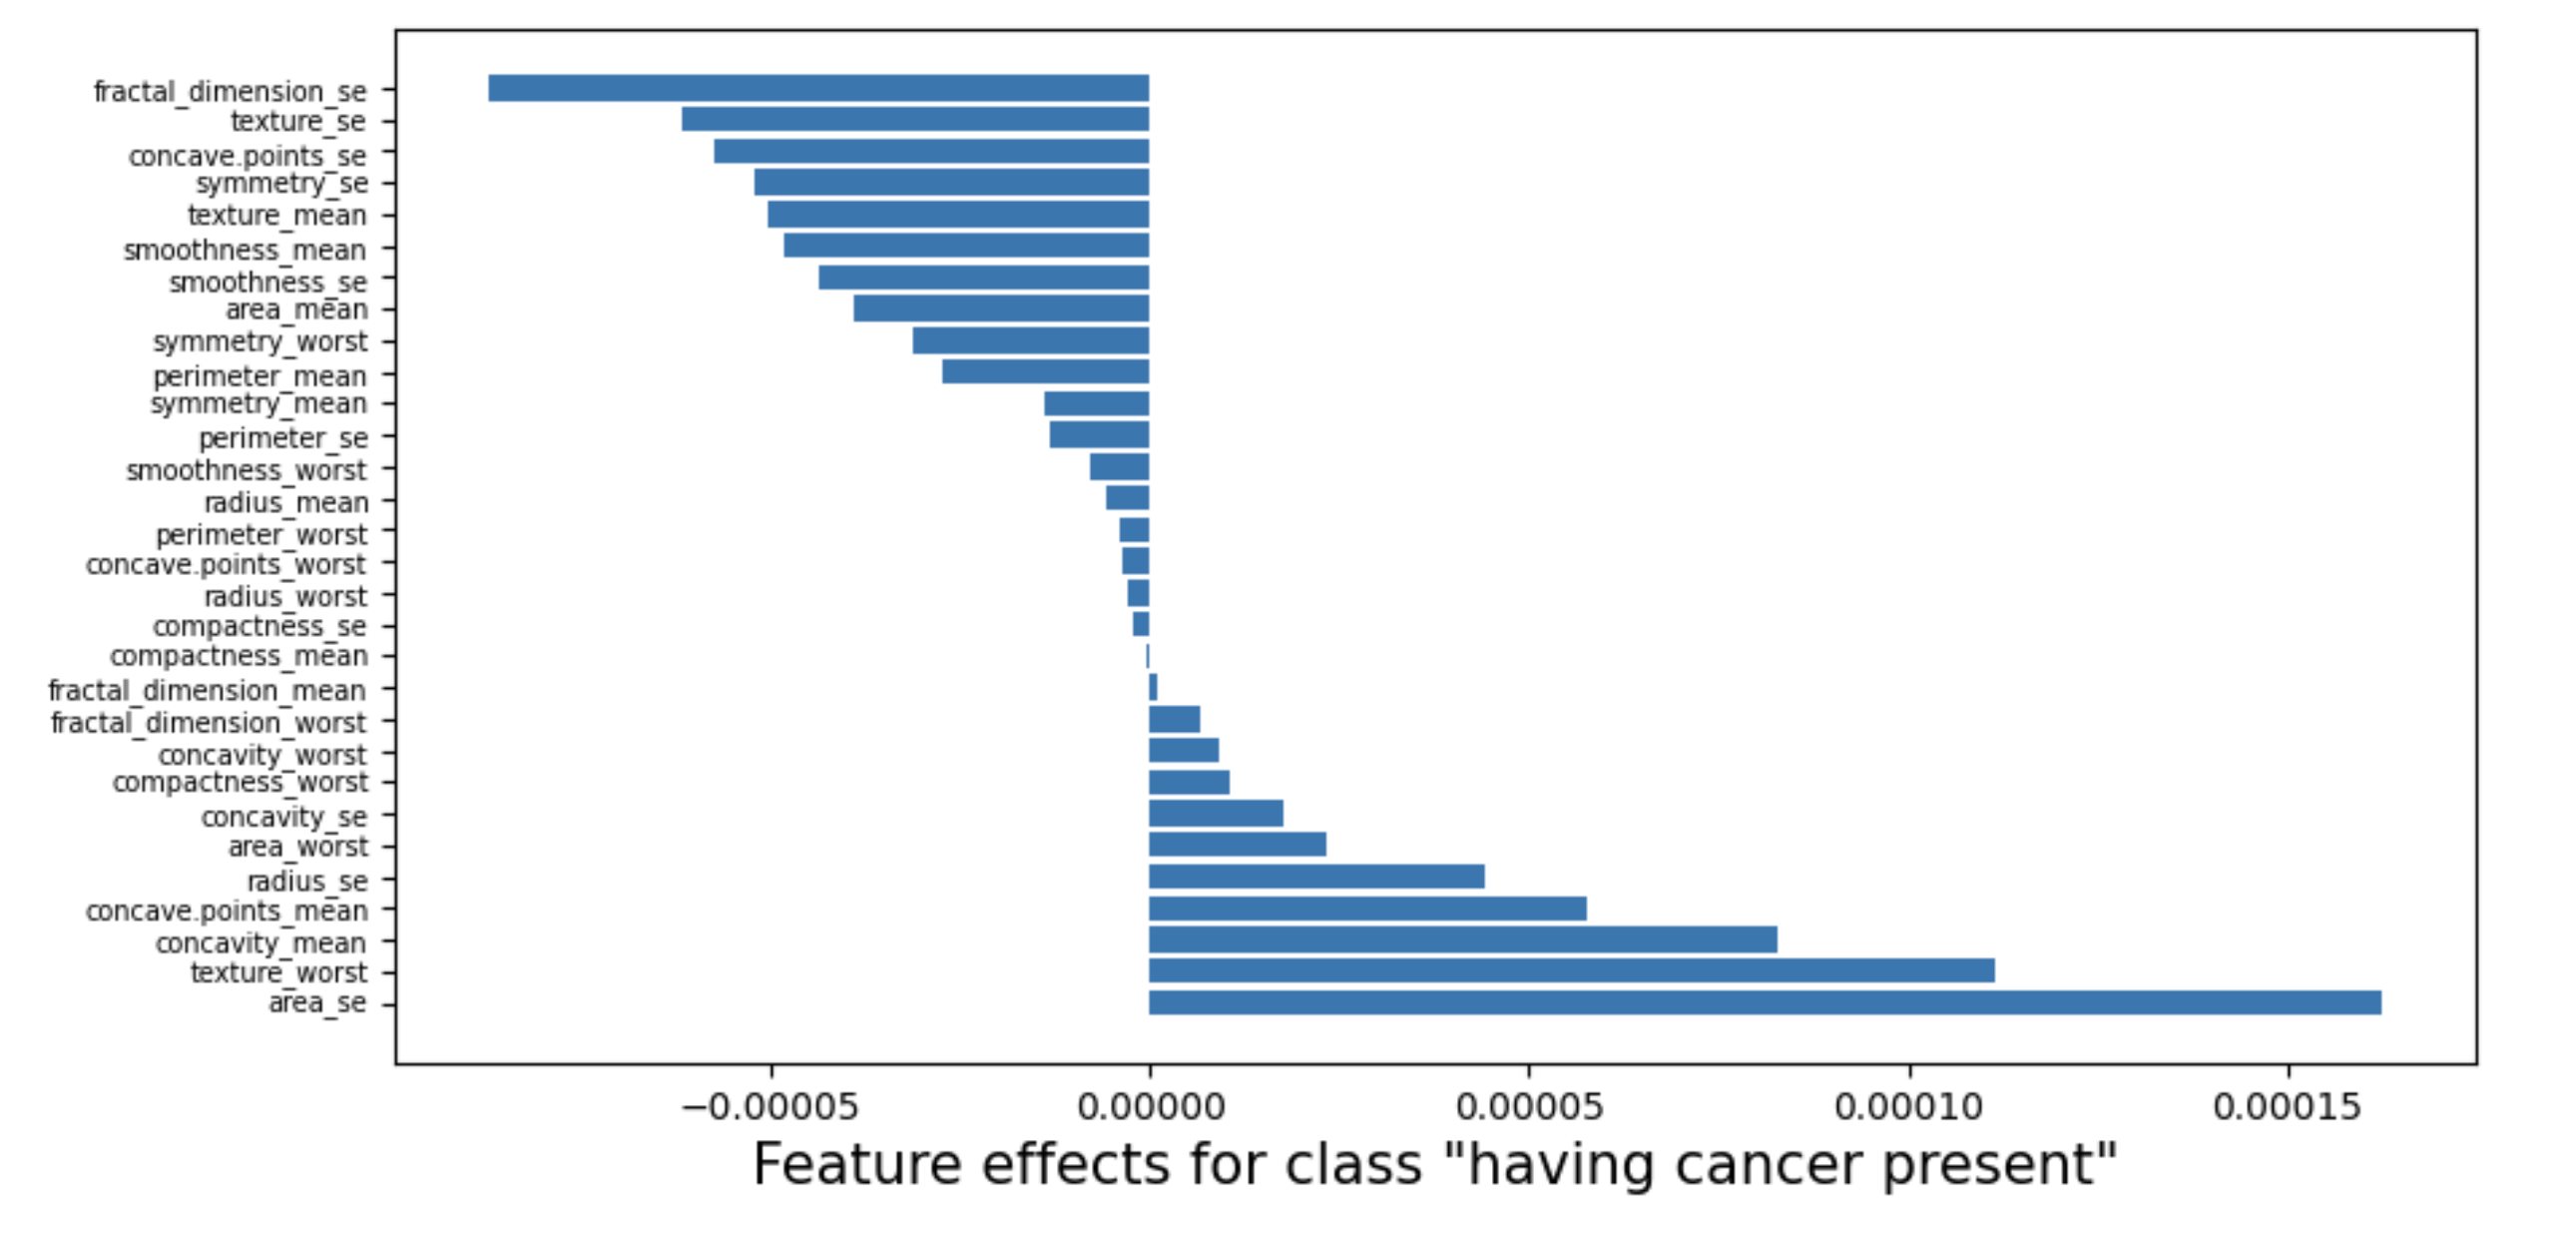 fractal_dimension_se
texture_se
concave.points_se
symmetry_se
texture_mean
smoothness_mean
smoothness_se
area_mean
symmetry_worst
perimeter_mean
symmetry_mean
perimeter_se
smoothness_worst
radius_mean
perimeter_worst
concave.points_worst
radius_worst
compactness_se
compactness_mean
fractal_dimension_mean
fractal_dimension_worst
concavity_worst
compactness_worst
concavity_se
area_worst
radius_se
concave.points_mean
concavity_mean
texture_worst
area_se
−0.00005 0.00000 0.00005 0.00010 0.00015
Feature effects for class "having cancer present"